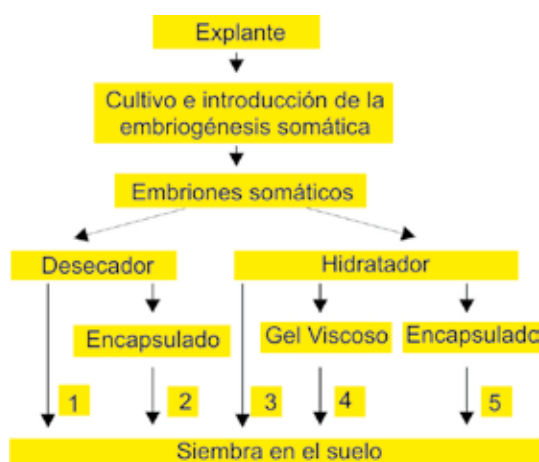 Explante
Cultivo e introducción de la
embriogénesis somática
Embriones somáticos
Desecador
Hidratador
Encapsulado
Gel Viscoso
Encapsuladc
1
2
3
4
5
Siembra en el suelo